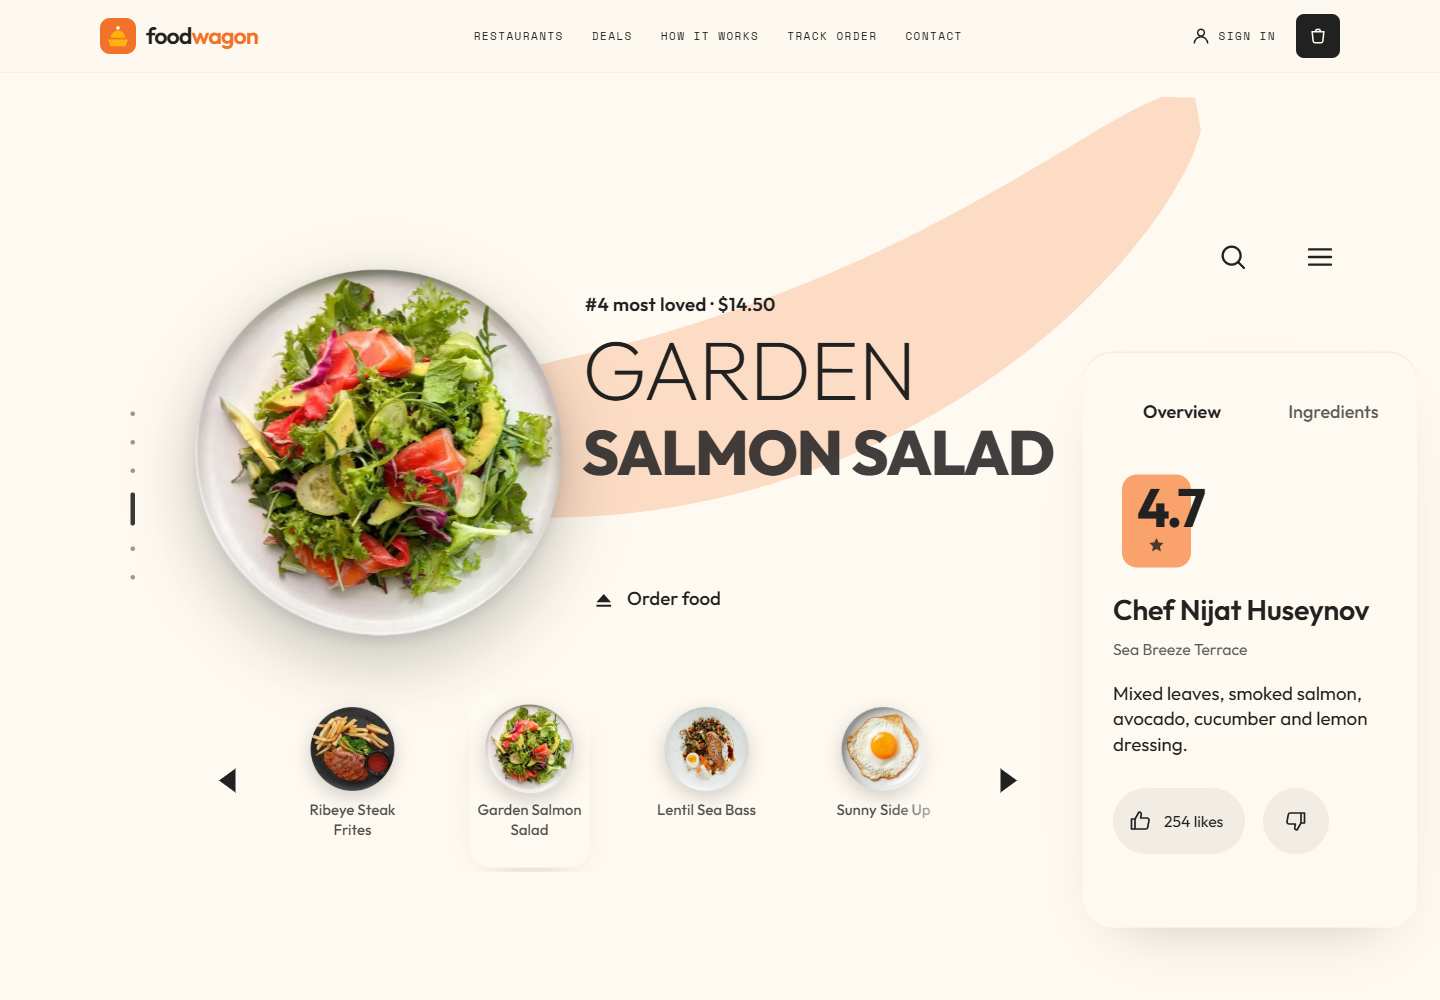 foodwagon
RESTAURANTS DEALS HOW IT WORKS TRACK ORDER CONTACT
SIGN IN
#4 most loved · $14.50
GARDEN
SALMON SALAD
Order food
Ribeye Steak
Frites
Garden Salmon
Salad
Lentil Sea Bass
Sunny Side Up
Overview Ingredients
4.7
Chef Nijat Huseynov
Sea Breeze Terrace
Mixed leaves, smoked salmon,
avocado, cucumber and lemon
dressing.
254 likes